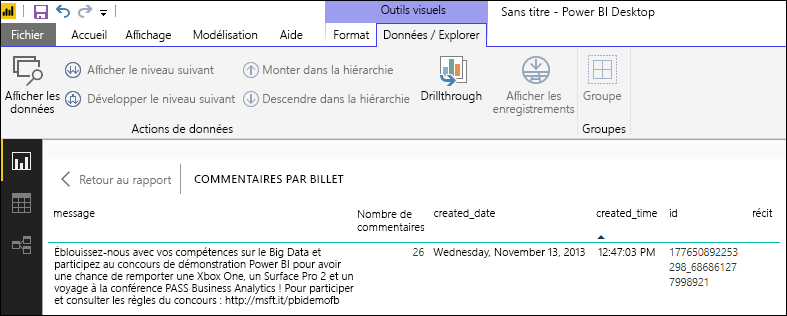 Outils visuels
Sans titre - Power BI Desktop
Fichier Accueil Affichage Modélisation Aide Format Données / Explorer
Afficher les données
Afficher le niveau suivant
Développer le niveau suivant
Monter dans la hiérarchie
Descendre dans la hiérarchie
Drillthrough
Afficher les enregistrements
Groupe
Actions de données
Groupes
Retour au rapport
COMMENTAIRES PAR BILLET
message Nombre de commentaires created_date created_time id récit
Éblouissez-nous avec vos compétences sur le Big Data et
participez au concours de démonstration Power BI pour avoir
une chance de remporter une Xbox One, un Surface Pro 2 et un
voyage à la conférence PASS Business Analytics ! Pour participer
et consulter les règles du concours : http://msft.it/pbidemofb
26
Wednesday, November 13, 2013
12:47:03 PM
177650892253
298_68686127
7998921